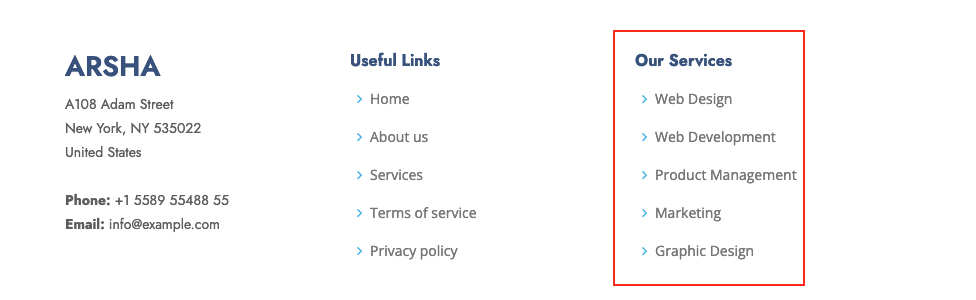 ARSHA
A108 Adam Street
New York, NY 535022
United States
Phone: +1 5589 55488 55
Email: info@example.com
Useful Links
Home
About us
Services
Terms of service
Privacy policy
Our Services
Web Design
Web Development
Product Management
Marketing
Graphic Design